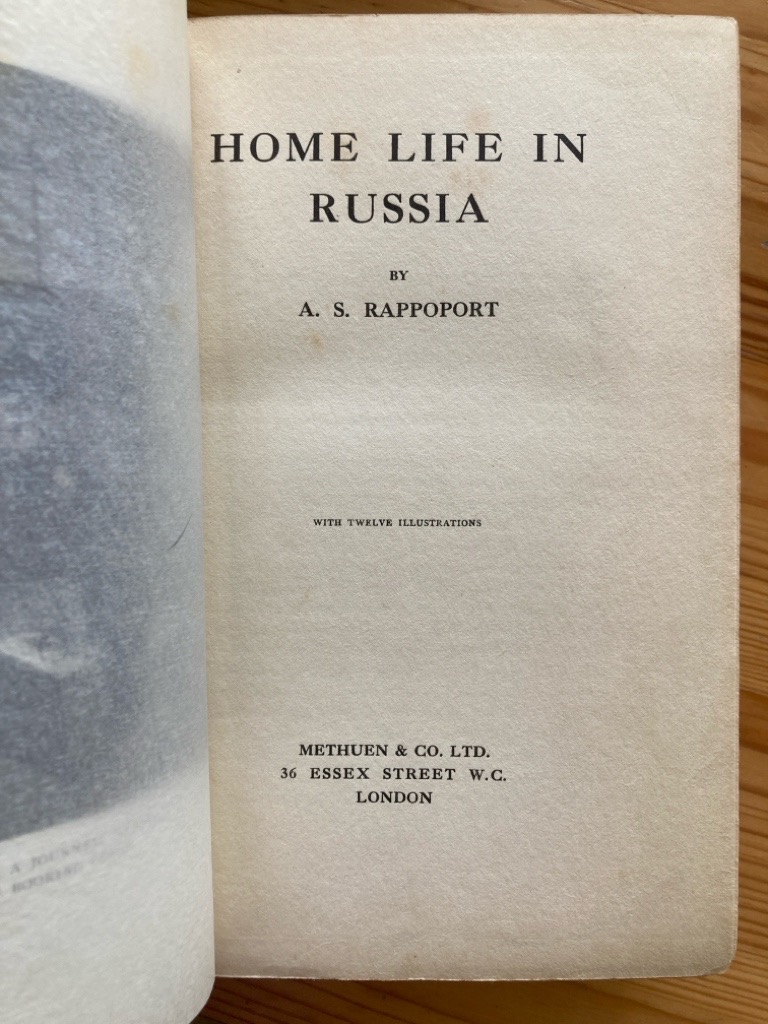 HOME LIFE IN
RUSSIA
BY
A. S. RAPPOPORT
WITH TWELVE ILLUSTRATIONS
METHUEN & CO. LTD.
36 ESSEX STREET W.C.
LONDON
A